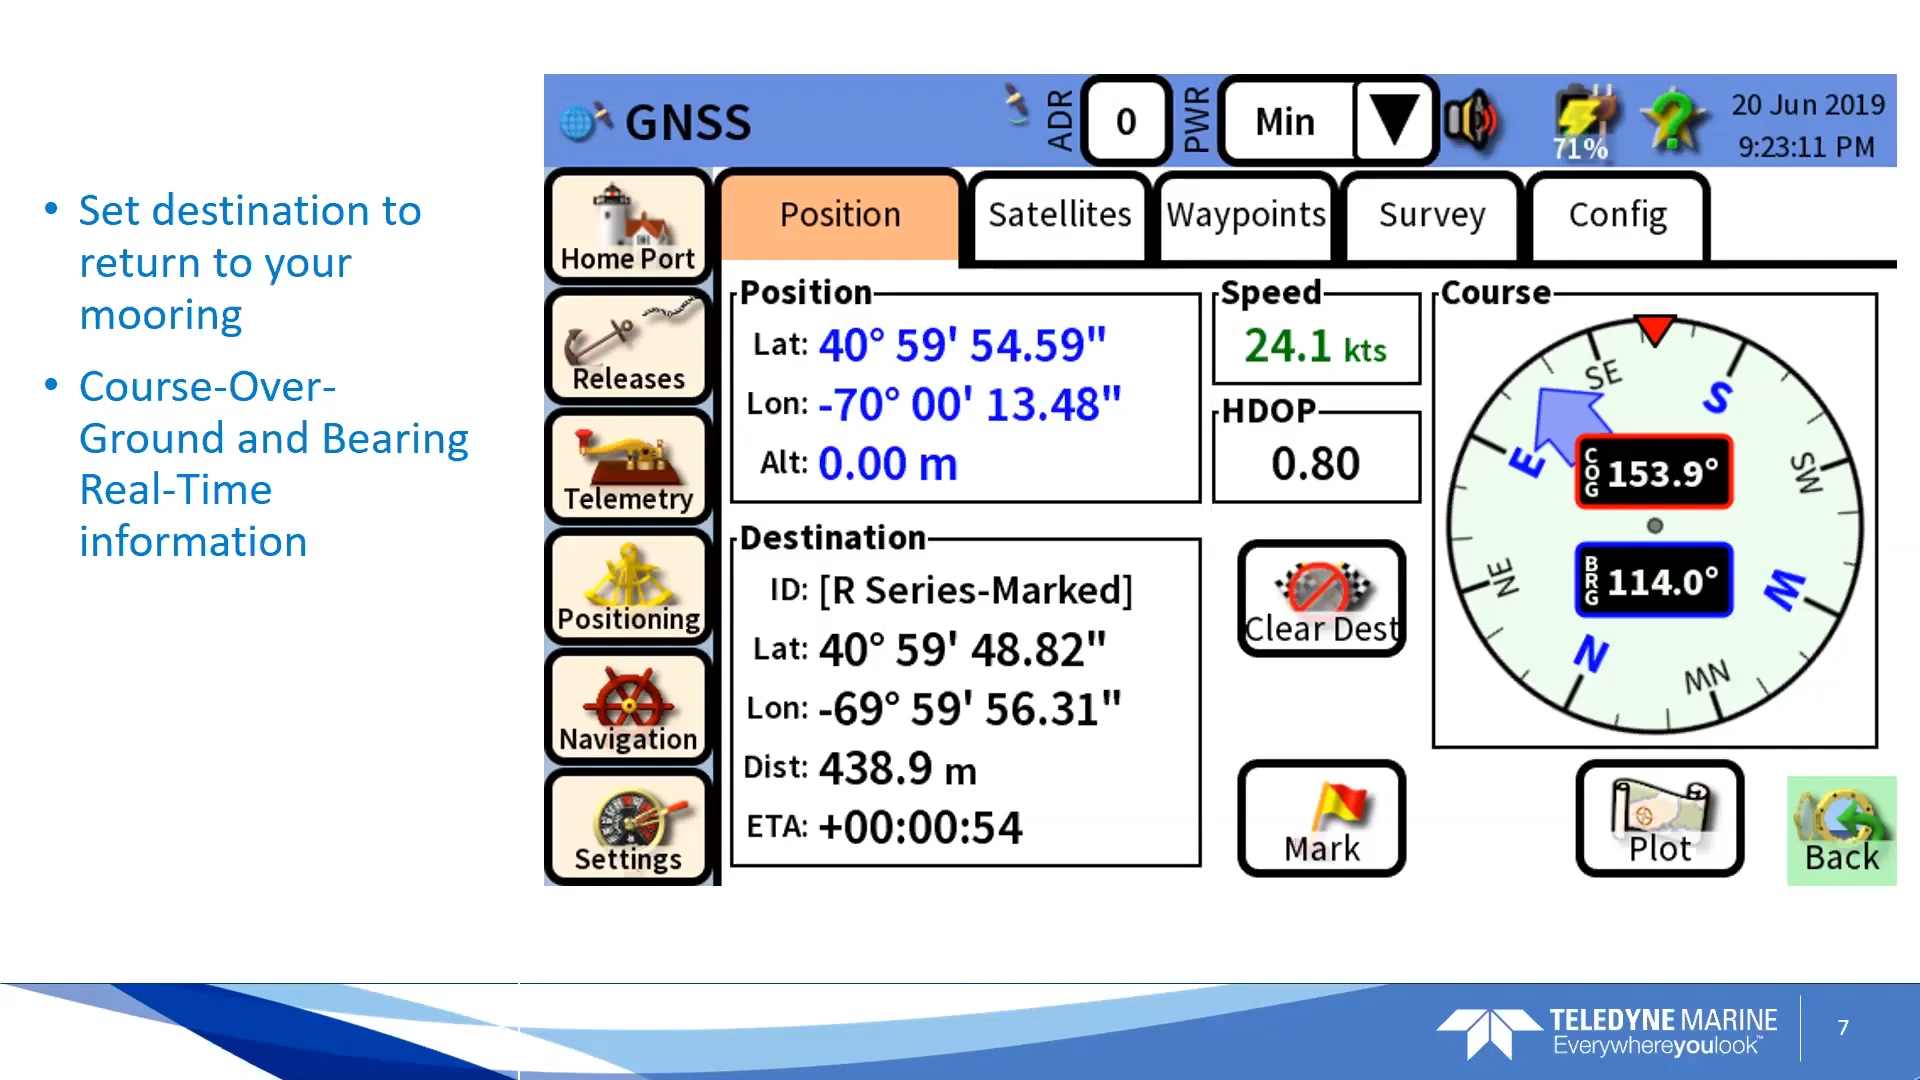 • Set destination to
return to your
mooring
• Course-Over-
Ground and Bearing
Real-Time
information
GNSS
ADR
0
PWR
Min
71%
20 Jun 2019
9:23:11 PM
Home Port
Releases
Telemetry
Positioning
Navigation
Settings
Position
Satellites
Waypoints
Survey
Config
Position
Lat: 40° 59' 54.59"
Lon: -70° 00' 13.48"
Alt: 0.00 m
Speed
24.1 kts
HDOP
0.80
Destination
ID: [R Series-Marked]
Lat: 40° 59' 48.82"
Lon: -69° 59' 56.31"
Dist: 438.9 m
ETA: +00:00:54
Clear Dest
Mark
Course
SE
S
E
SW
COG 153.9°
BRG 114.0°
NE
W
N
NW
Plot
Back
TELEDYNE MARINE
Everywhereyoulook™
7